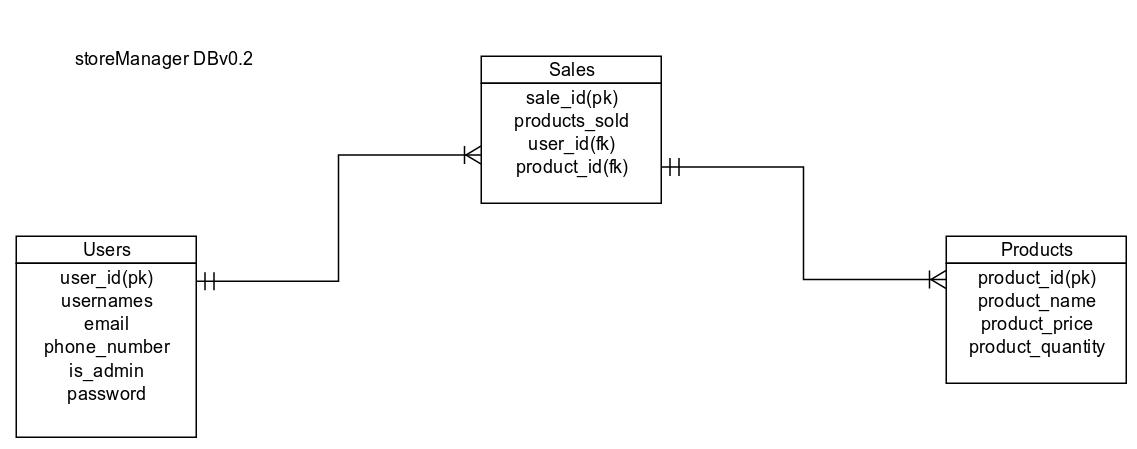 storeManager DBv0.2
Sales
sale_id(pk)
products_sold
user_id(fk)
product_id(fk)
Users
user_id(pk)
usernames
email
phone_number
is_admin
password
Products
product_id(pk)
product_name
product_price
product_quantity